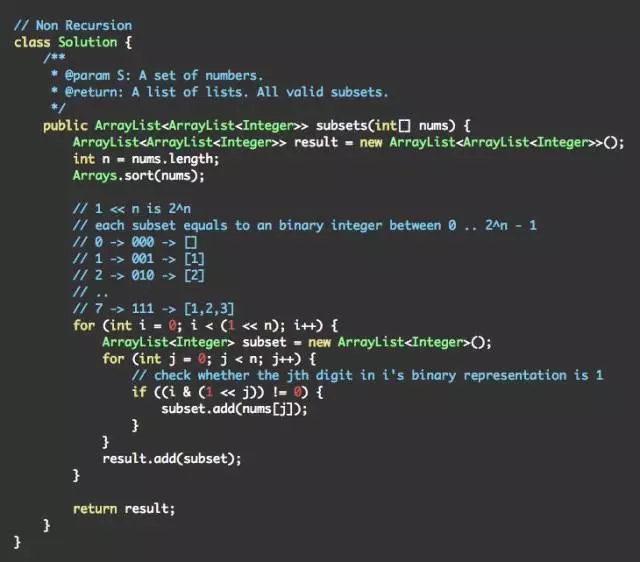 // Non Recursion
class Solution {
    /**
     * @param S: A set of numbers.
     * @return: A list of lists. All valid subsets.
     */
    public ArrayList<ArrayList<Integer>> subsets(int[] nums) {
        ArrayList<ArrayList<Integer>> result = new ArrayList<ArrayList<Integer>>();
        int n = nums.length;
        Arrays.sort(nums);

        // 1 << n is 2^n
        // each subset equals to an binary integer between 0 .. 2^n - 1
        // 0 -> 000 -> []
        // 1 -> 001 -> [1]
        // 2 -> 010 -> [2]
        // ..
        // 7 -> 111 -> [1,2,3]
        for (int i = 0; i < (1 << n); i++) {
            ArrayList<Integer> subset = new ArrayList<Integer>();
            for (int j = 0; j < n; j++) {
                // check whether the jth digit in i's binary representation is 1
                if ((i & (1 << j)) != 0) {
                    subset.add(nums[j]);
                }
            }
            result.add(subset);
        }

        return result;
    }
}